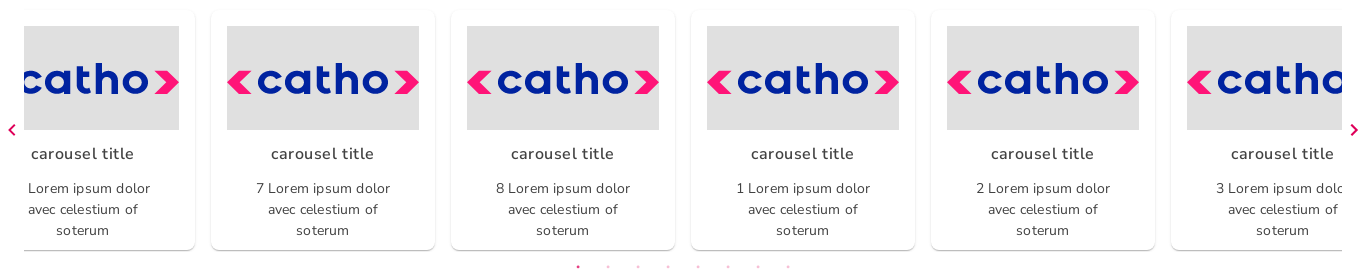 catho
carousel title
Lorem ipsum dolor
avec celestium of
soterum
catho
carousel title
7 Lorem ipsum dolor
avec celestium of
soterum
catho
carousel title
8 Lorem ipsum dolor
avec celestium of
soterum
catho
carousel title
1 Lorem ipsum dolor
avec celestium of
soterum
catho
carousel title
2 Lorem ipsum dolor
avec celestium of
soterum
catho
carousel title
3 Lorem ipsum dolo
avec celestium of
soterum